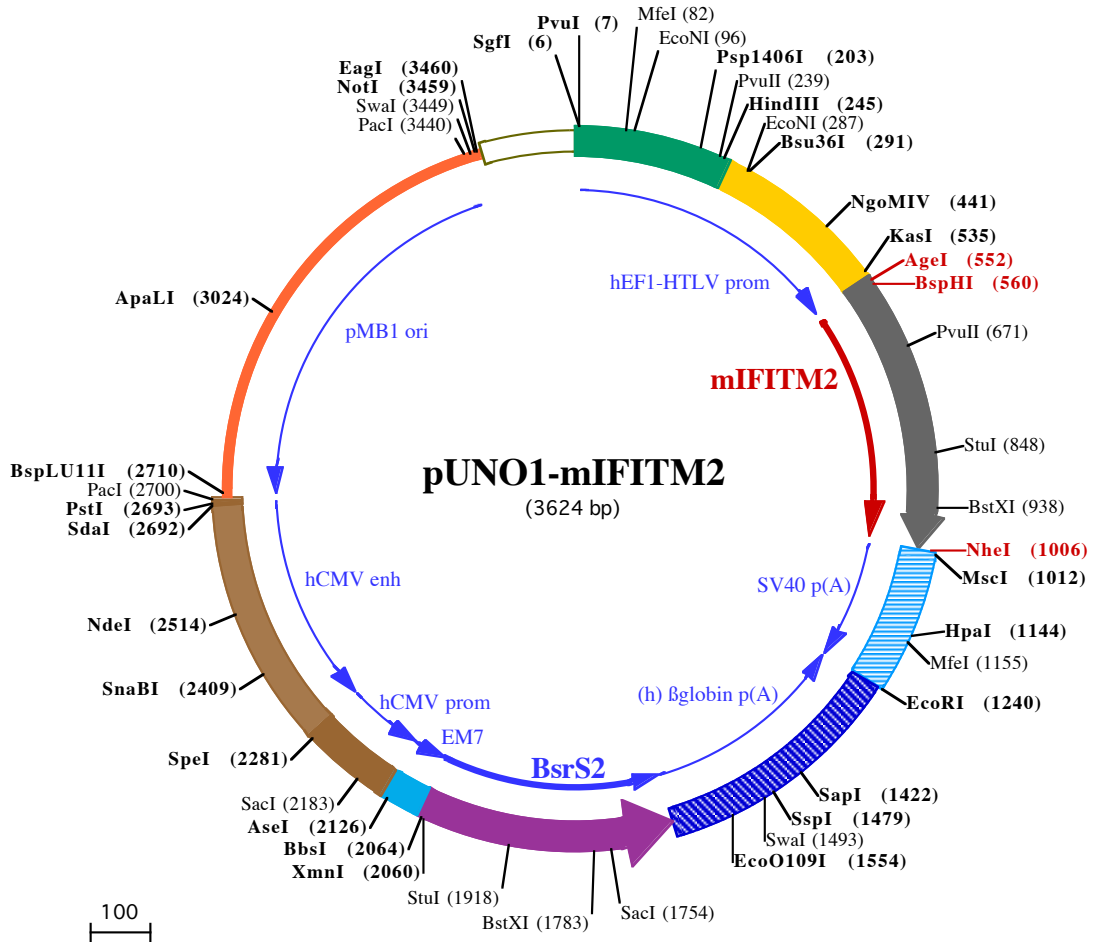 PvuI (7)
SgfI (6)
MfeI (82)
EcoNI (96)
Psp1406I (203)
PvuII (239)
HindIII (245)
EcoNI (287)
Bsu36I (291)
NgoMIV (441)
KasI (535)
AgeI (552)
BspHI (560)
PvuII (671)
StuI (848)
BstXI (938)
NheI (1006)
MscI (1012)
HpaI (1144)
MfeI (1155)
EcoRI (1240)
SapI (1422)
SspI (1479)
SwaI (1493)
EcoO109I (1554)
SacI (1754)
BstXI (1783)
StuI (1918)
XmnI (2060)
BbsI (2064)
AseI (2126)
SacI (2183)
SpeI (2281)
SnaBI (2409)
NdeI (2514)
SdaI (2692)
PstI (2693)
PacI (2700)
BspLU11I (2710)
ApaLI (3024)
PacI (3440)
SwaI (3449)
NotI (3459)
EagI (3460)
hEF1-HTLV prom
pMB1 ori
mIFITM2
pUNO1-mIFITM2
(3624 bp)
hCMV enh
SV40 p(A)
hCMV prom
(h) ßglobin p(A)
EM7
BsrS2
100